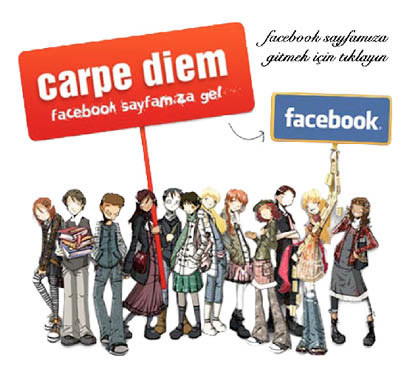 carpe diem
facebook sayfamıza gel
facebook sayfamıza
gitmek için tıklayın
facebook